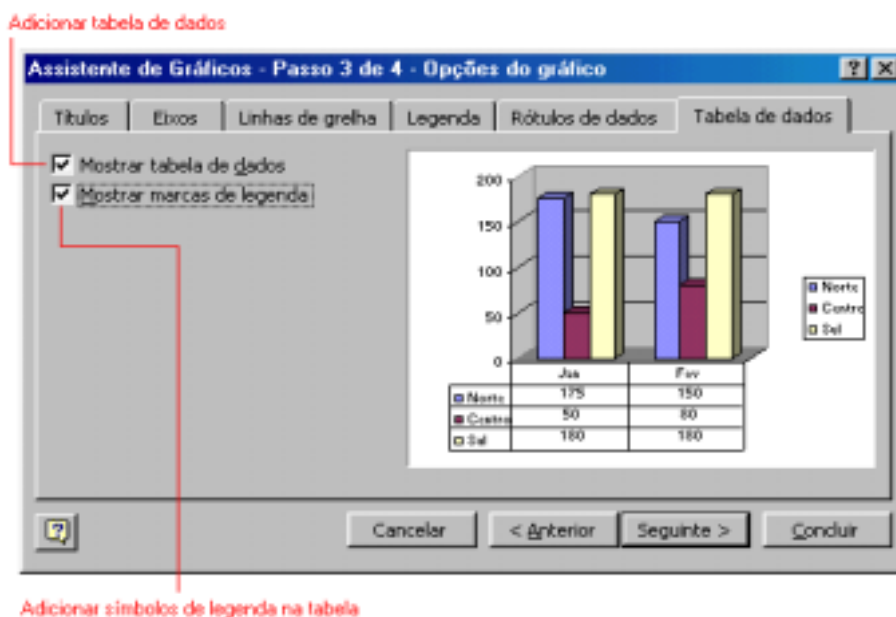 Adicionar tabela de dados
Assistente de Gráficos - Passo 3 de 4 - Opções do gráfico
Títulos Eixos Linhas de grelha Legenda Rótulos de dados Tabela de dados
Mostrar tabela de dados
Mostrar marcas de legenda
200
150
100
50
0
Norte
Centro
Sul
Jan Fev
Norte 175 150
Centro 50 80
Sul 180 180
Cancelar < Anterior Seguinte > Concluir
Adicionar símbolos de legenda na tabela